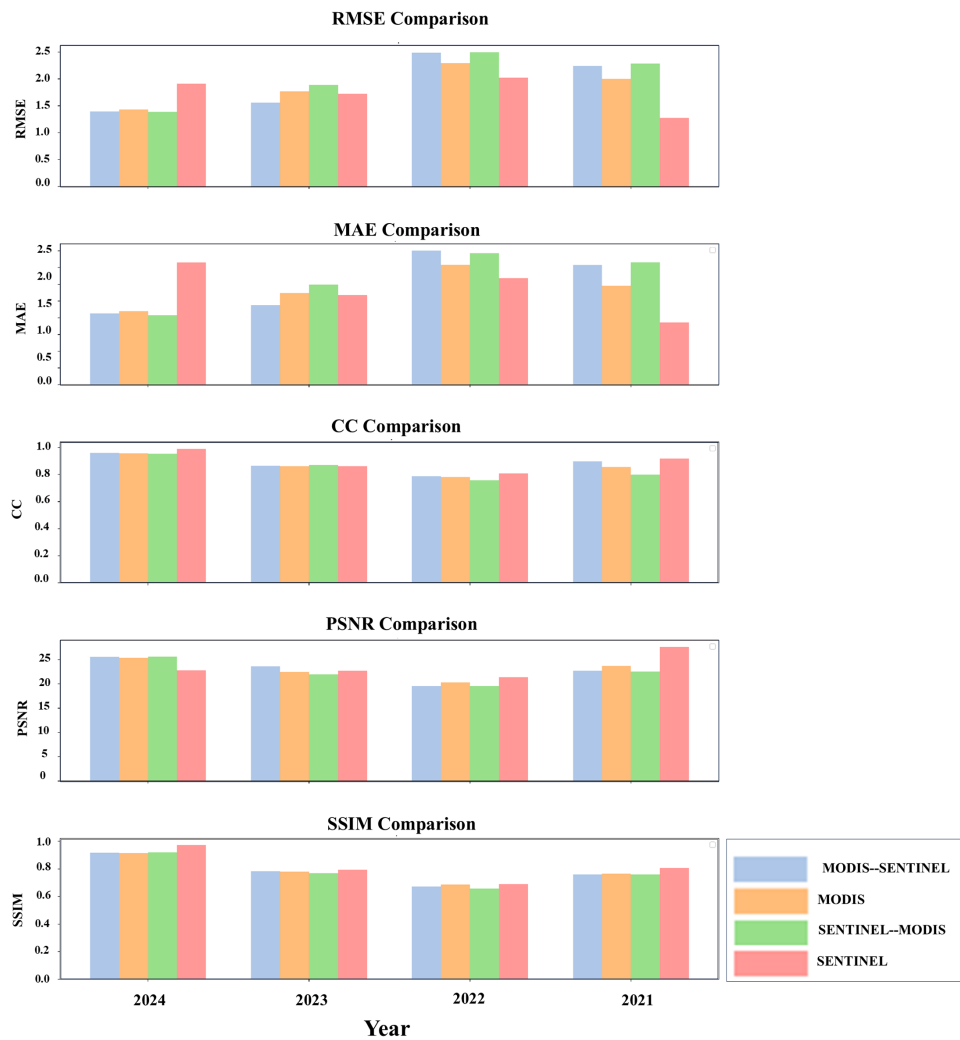 RMSE Comparison
2.5
2.0
1.5
1.0
0.5
0.0
RMSE
MAE Comparison
2.5
2.0
1.5
1.0
0.5
0.0
MAE
CC Comparison
1.0
0.8
0.6
0.4
0.2
0.0
CC
PSNR Comparison
25
20
15
10
5
0
PSNR
SSIM Comparison
1.0
0.8
0.6
0.4
0.2
0.0
SSIM
MODIS--SENTINEL
MODIS
SENTINEL--MODIS
SENTINEL
2024
2023
2022
2021
Year